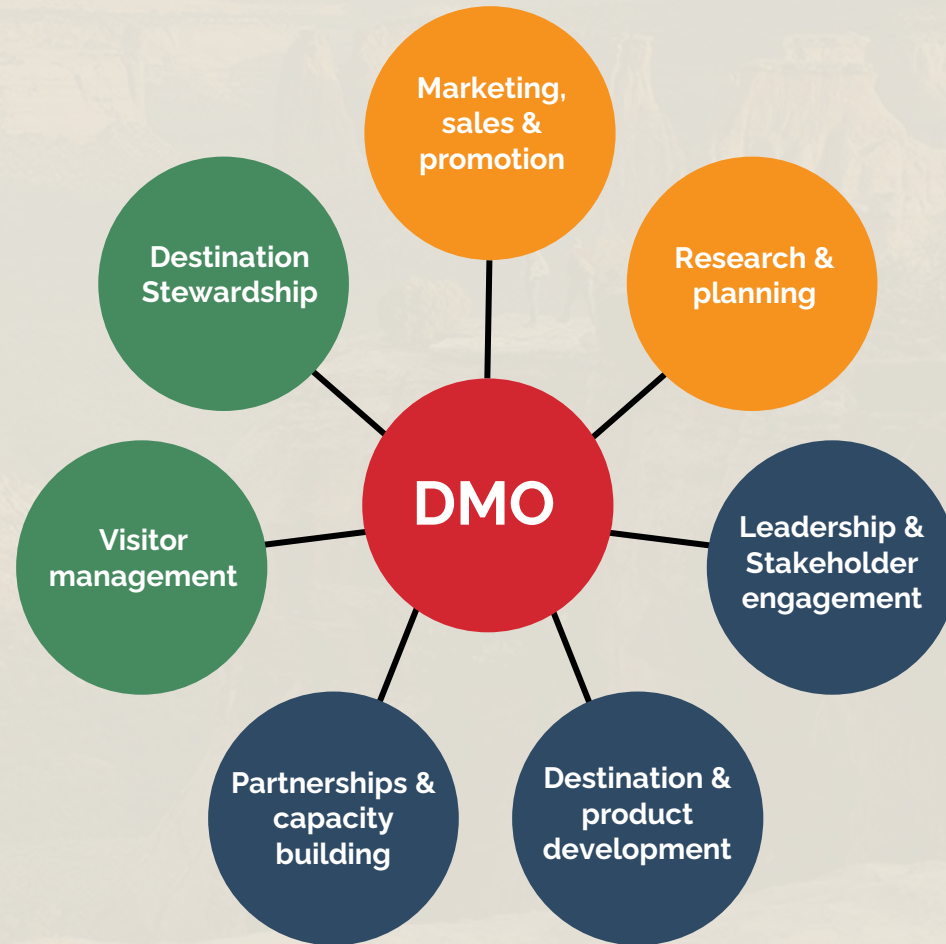 Marketing,
sales &
promotion
Research &
planning
Leadership &
Stakeholder
engagement
Destination &
product
development
Partnerships &
capacity
building
Visitor
management
Destination
Stewardship
DMO